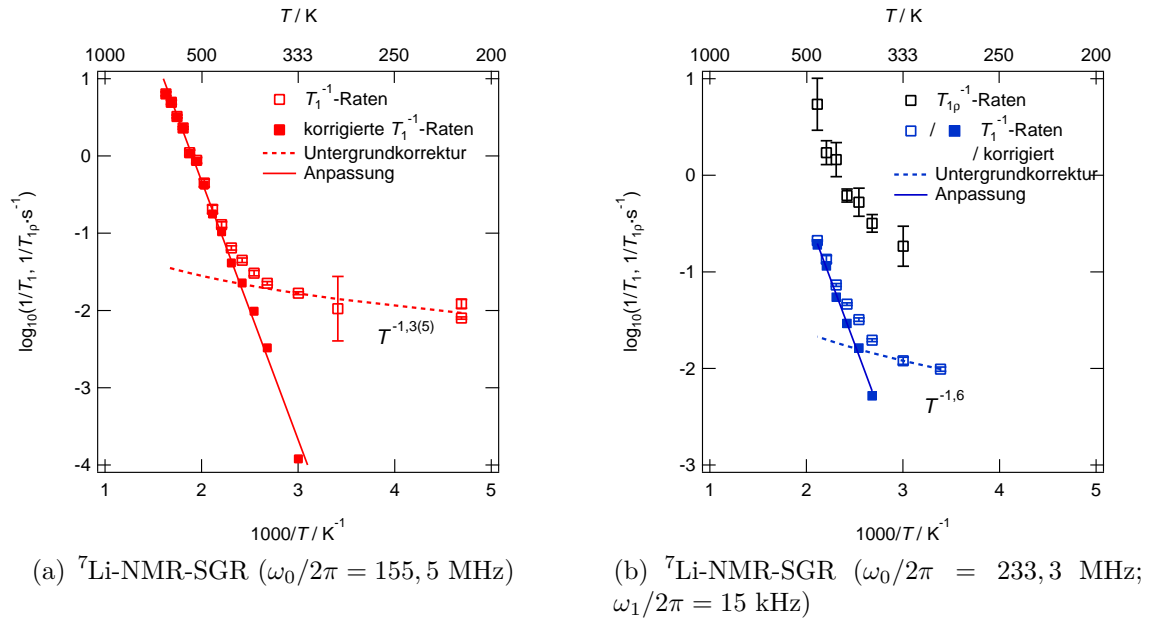 T / K
1000 500 333 250 200
1
0
-1
-2
-3
-4
log₁₀(1/T₁, 1/T₁ρ·s⁻¹)
T₁⁻¹-Raten
korrigierte T₁⁻¹-Raten
Untergrundkorrektur
Anpassung
T⁻¹,³⁽⁵⁾
1 2 3 4 5
1000/T / K⁻¹
(a) ⁷Li-NMR-SGR (ω₀/2π = 155, 5 MHz)
T / K
1000 500 333 250 200
1
0
-1
-2
-3
log₁₀(1/T₁, 1/T₁ρ·s⁻¹)
T₁ρ⁻¹-Raten
/ T₁⁻¹-Raten
/ korrigiert
Untergrundkorrektur
Anpassung
T⁻¹,⁶
1 2 3 4 5
1000/T / K⁻¹
(b) ⁷Li-NMR-SGR (ω₀/2π = 233, 3 MHz;
ω₁/2π = 15 kHz)